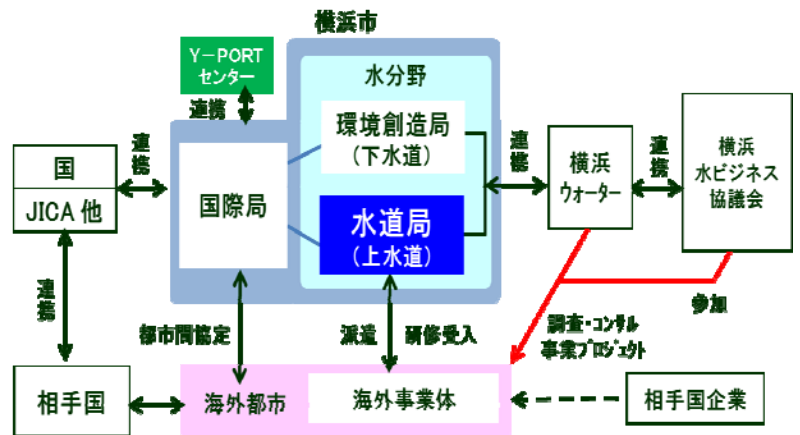 横浜市
Y－PORT
センター
水分野
連携
環境創造局
(下水道)
連携
連携
連携
国
JICA 他
国際局
水道局
(上水道)
横浜
ウォーター
横浜
水ビジネス
協議会
連携
都市間協定
派遣
研修受入
調査・コンサル
事業プロジェクト
参加
相手国
海外都市
海外事業体
相手国企業